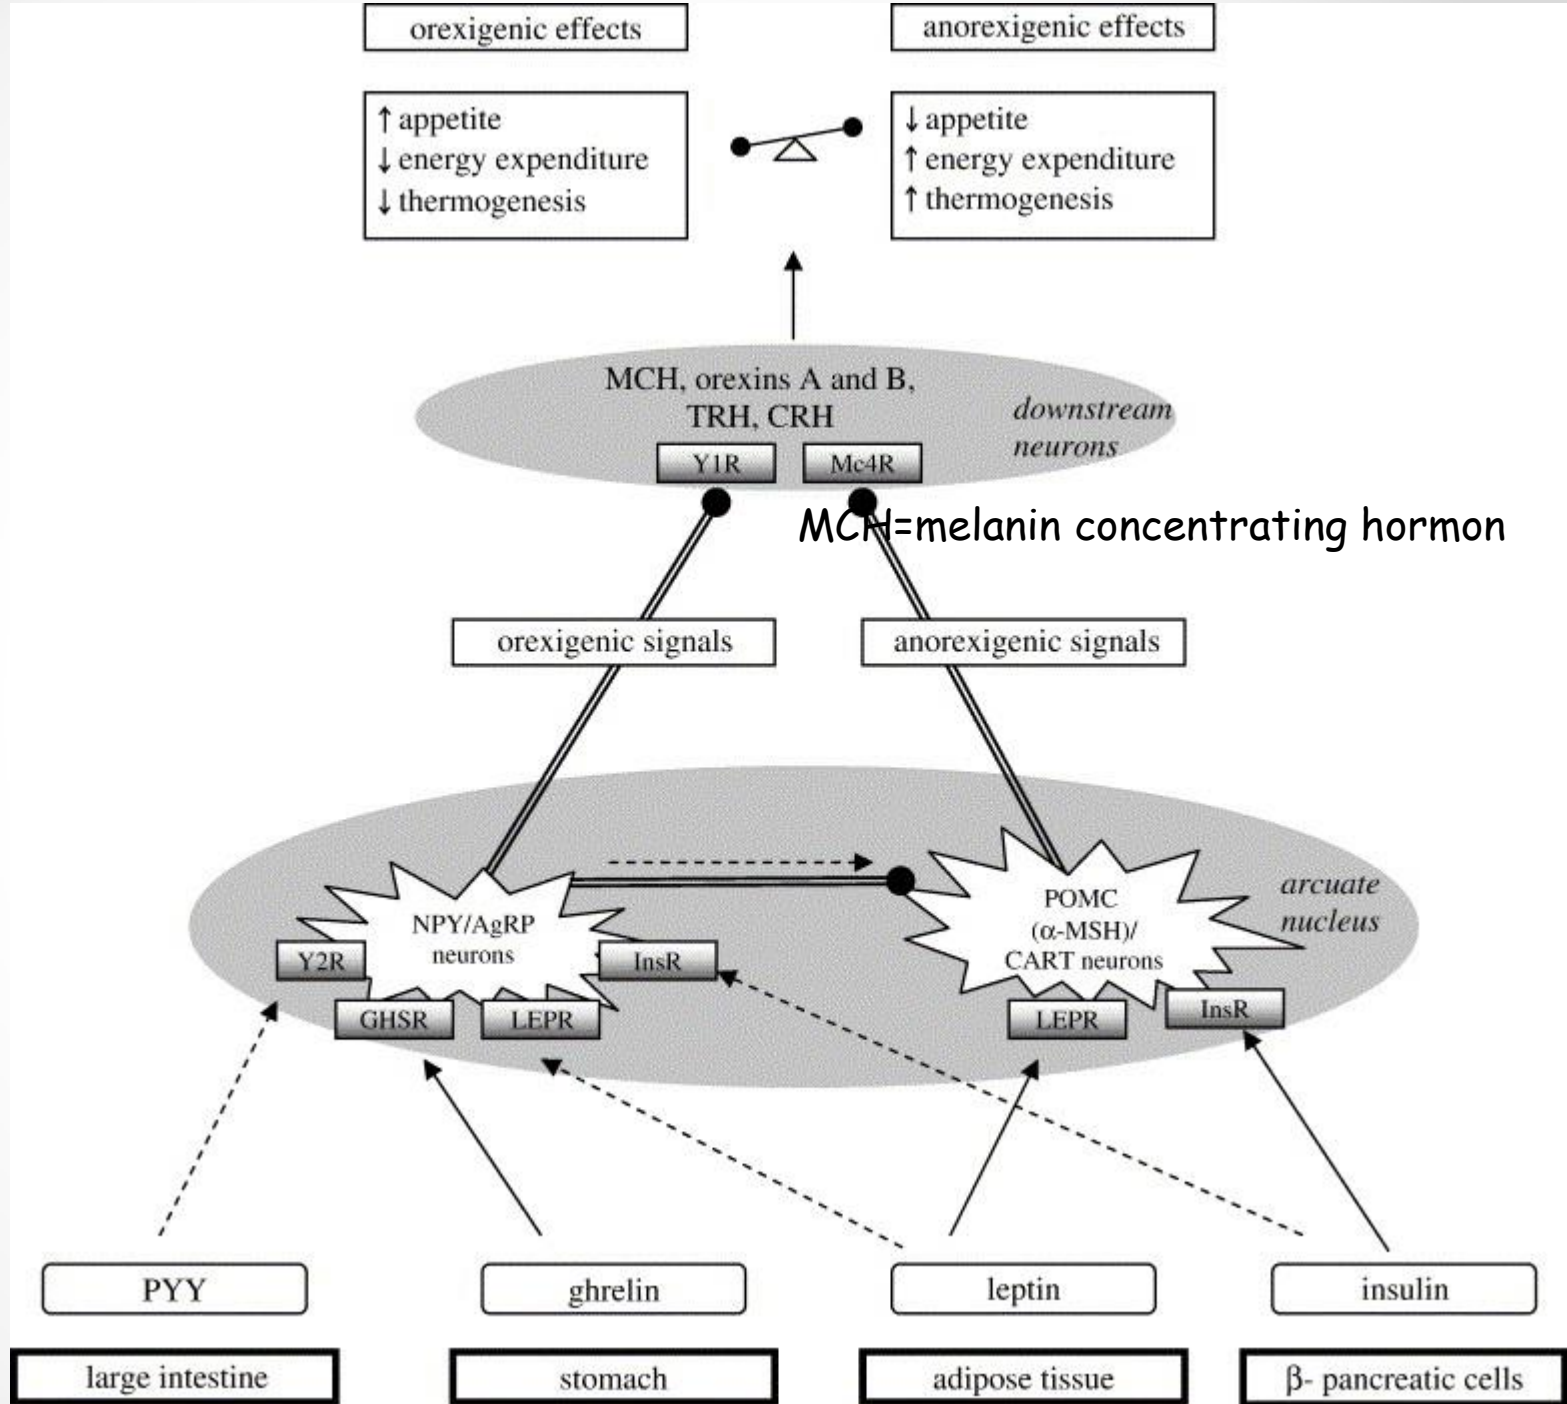 orexigenic effects
anorexigenic effects
↑ appetite
↓ energy expenditure
↓ thermogenesis
↓ appetite
↑ energy expenditure
↑ thermogenesis
MCH, orexins A and B,
TRH, CRH
downstream
neurons
Y1R
Mc4R
MCH=melanin concentrating hormon
orexigenic signals
anorexigenic signals
NPY/AgRP
neurons
POMC
(α-MSH)/
CART neurons
arcuate
nucleus
Y2R
InsR
GHSR
LEPR
LEPR
InsR
PYY
ghrelin
leptin
insulin
large intestine
stomach
adipose tissue
β- pancreatic cells